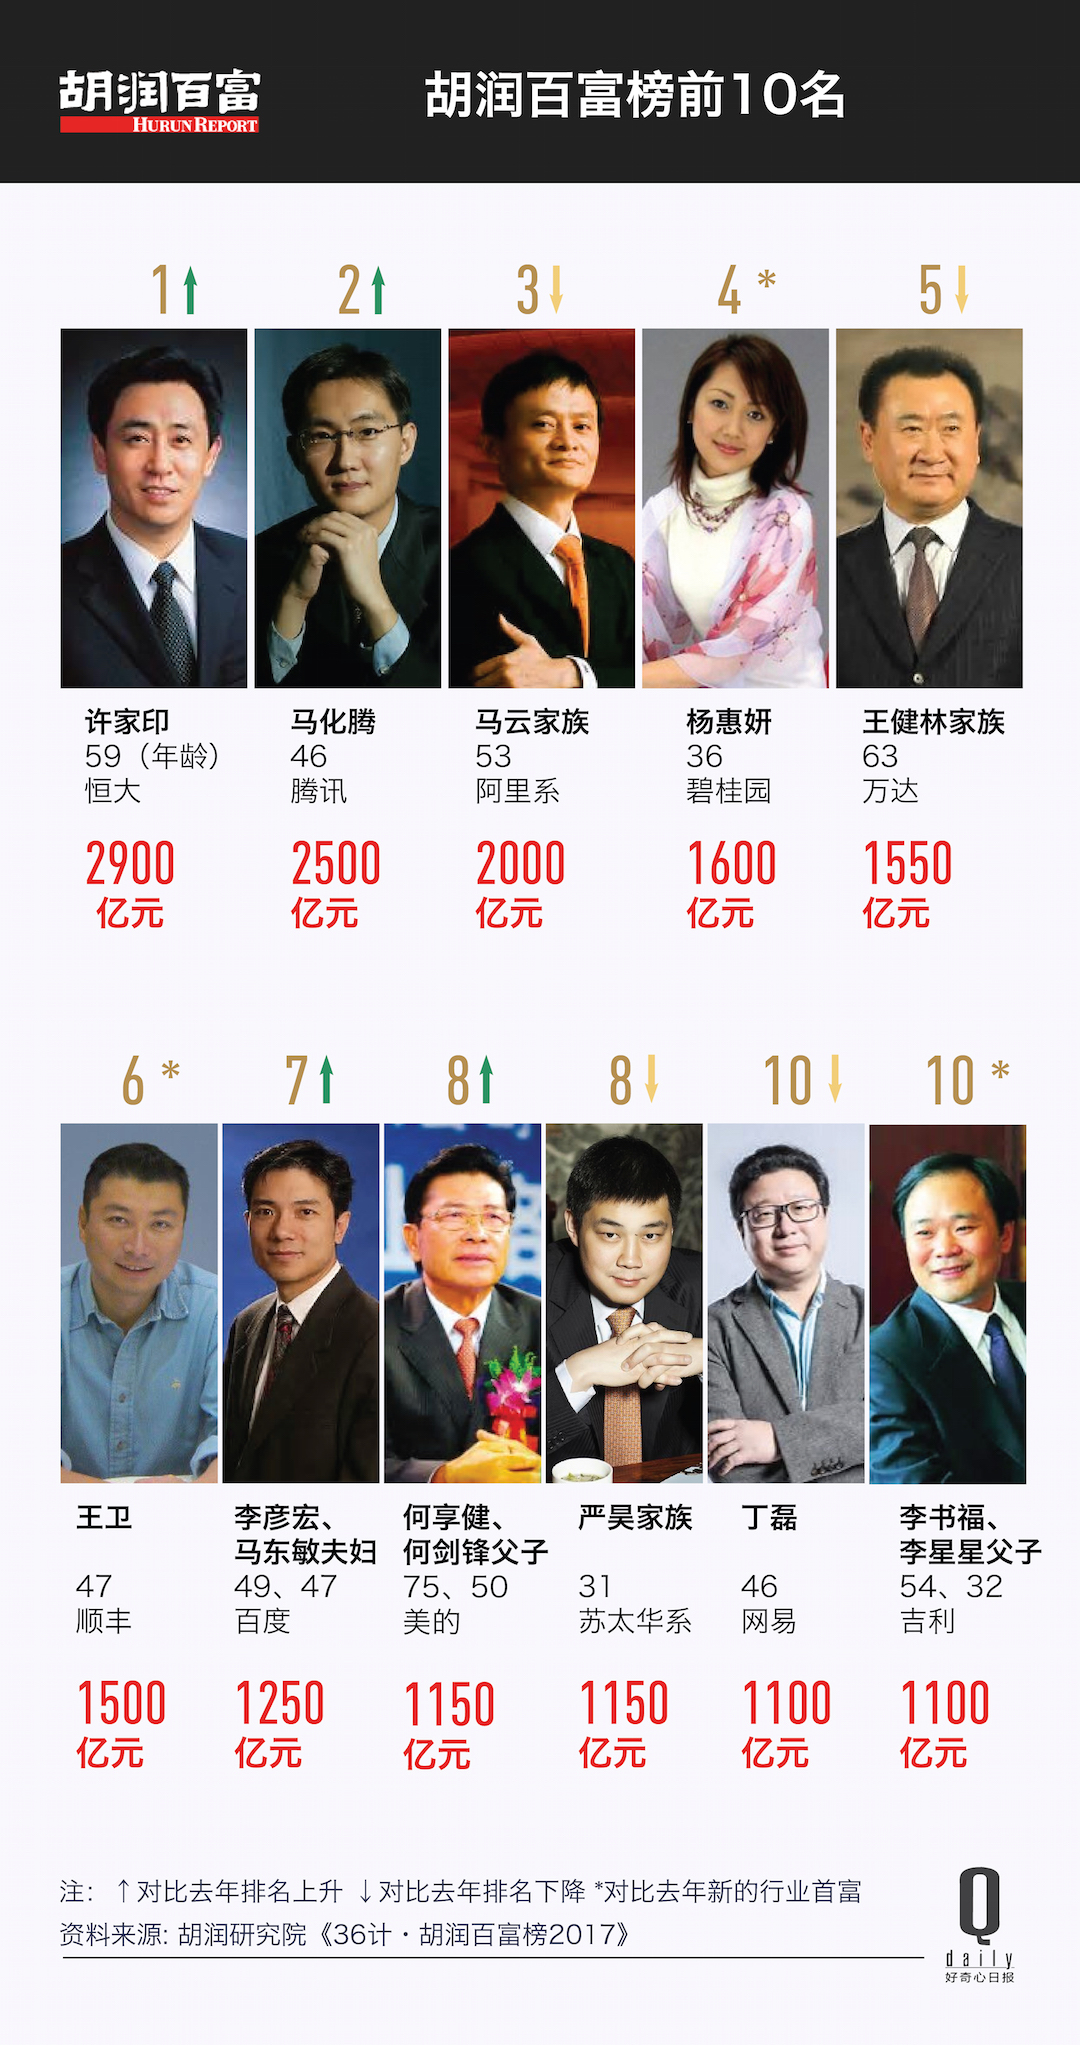 胡润百富
HURUN REPORT
胡润百富榜前10名
1↑ 2↑ 3↓ 4* 5↓
许家印 马化腾 马云家族 杨惠妍 王健林家族
59（年龄） 46 53 36 63
恒大 腾讯 阿里系 碧桂园 万达
2900 2500 2000 1600 1550
亿元 亿元 亿元 亿元 亿元
6* 7↑ 8↑ 8↓ 10↓ 10*
王卫 李彦宏、 何享健、 严昊家族 丁磊 李书福、
马东敏夫妇 何剑锋父子 李星星父子
47 49、47 75、50 31 46 54、32
顺丰 百度 美的 苏太华系 网易 吉利
1500 1250 1150 1150 1100 1100
亿元 亿元 亿元 亿元 亿元 亿元
注：↑对比去年排名上升 ↓对比去年排名下降 *对比去年新的行业首富
资料来源: 胡润研究院《36计·胡润百富榜2017》
Q
daily
好奇心日报